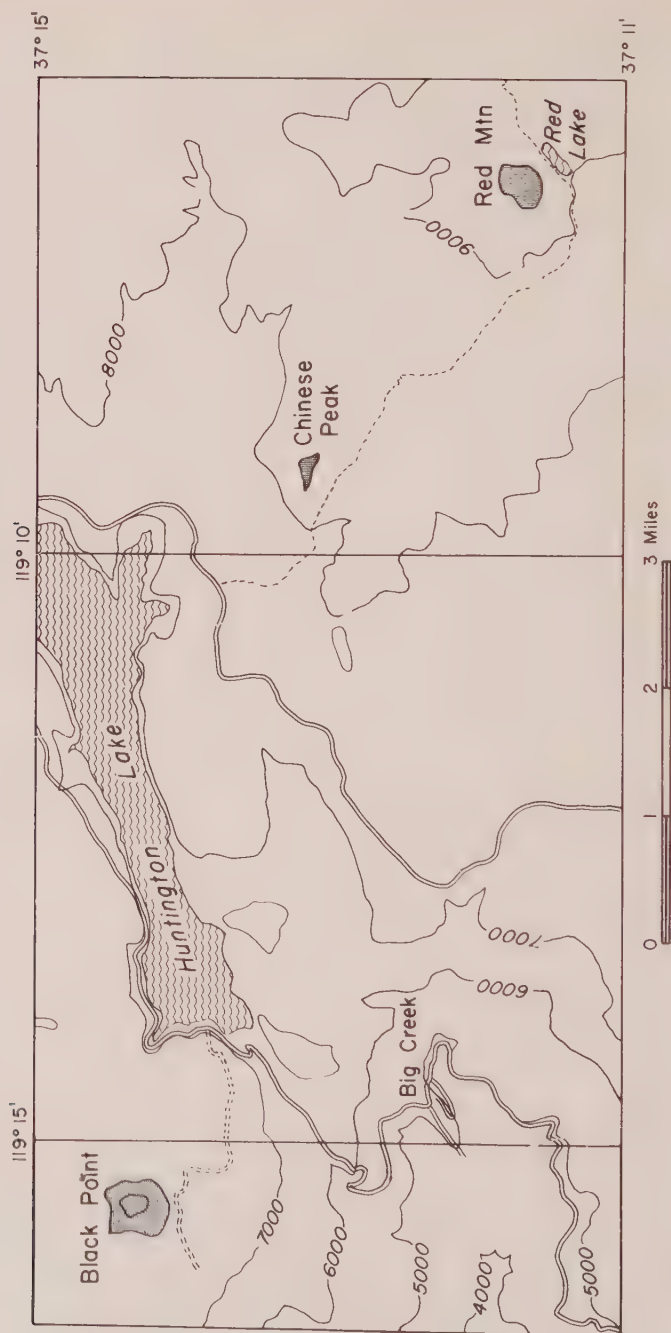 119° 15'
119° 10'
37° 15'
Black Point
Huntington
Lake
8000
7000
Chinese
Peak
6000
Big Creek
9000
Red Mtn
5000
4000
Red
Lake
6000
7000
5000
37° 11'
0 1 2 3 Miles